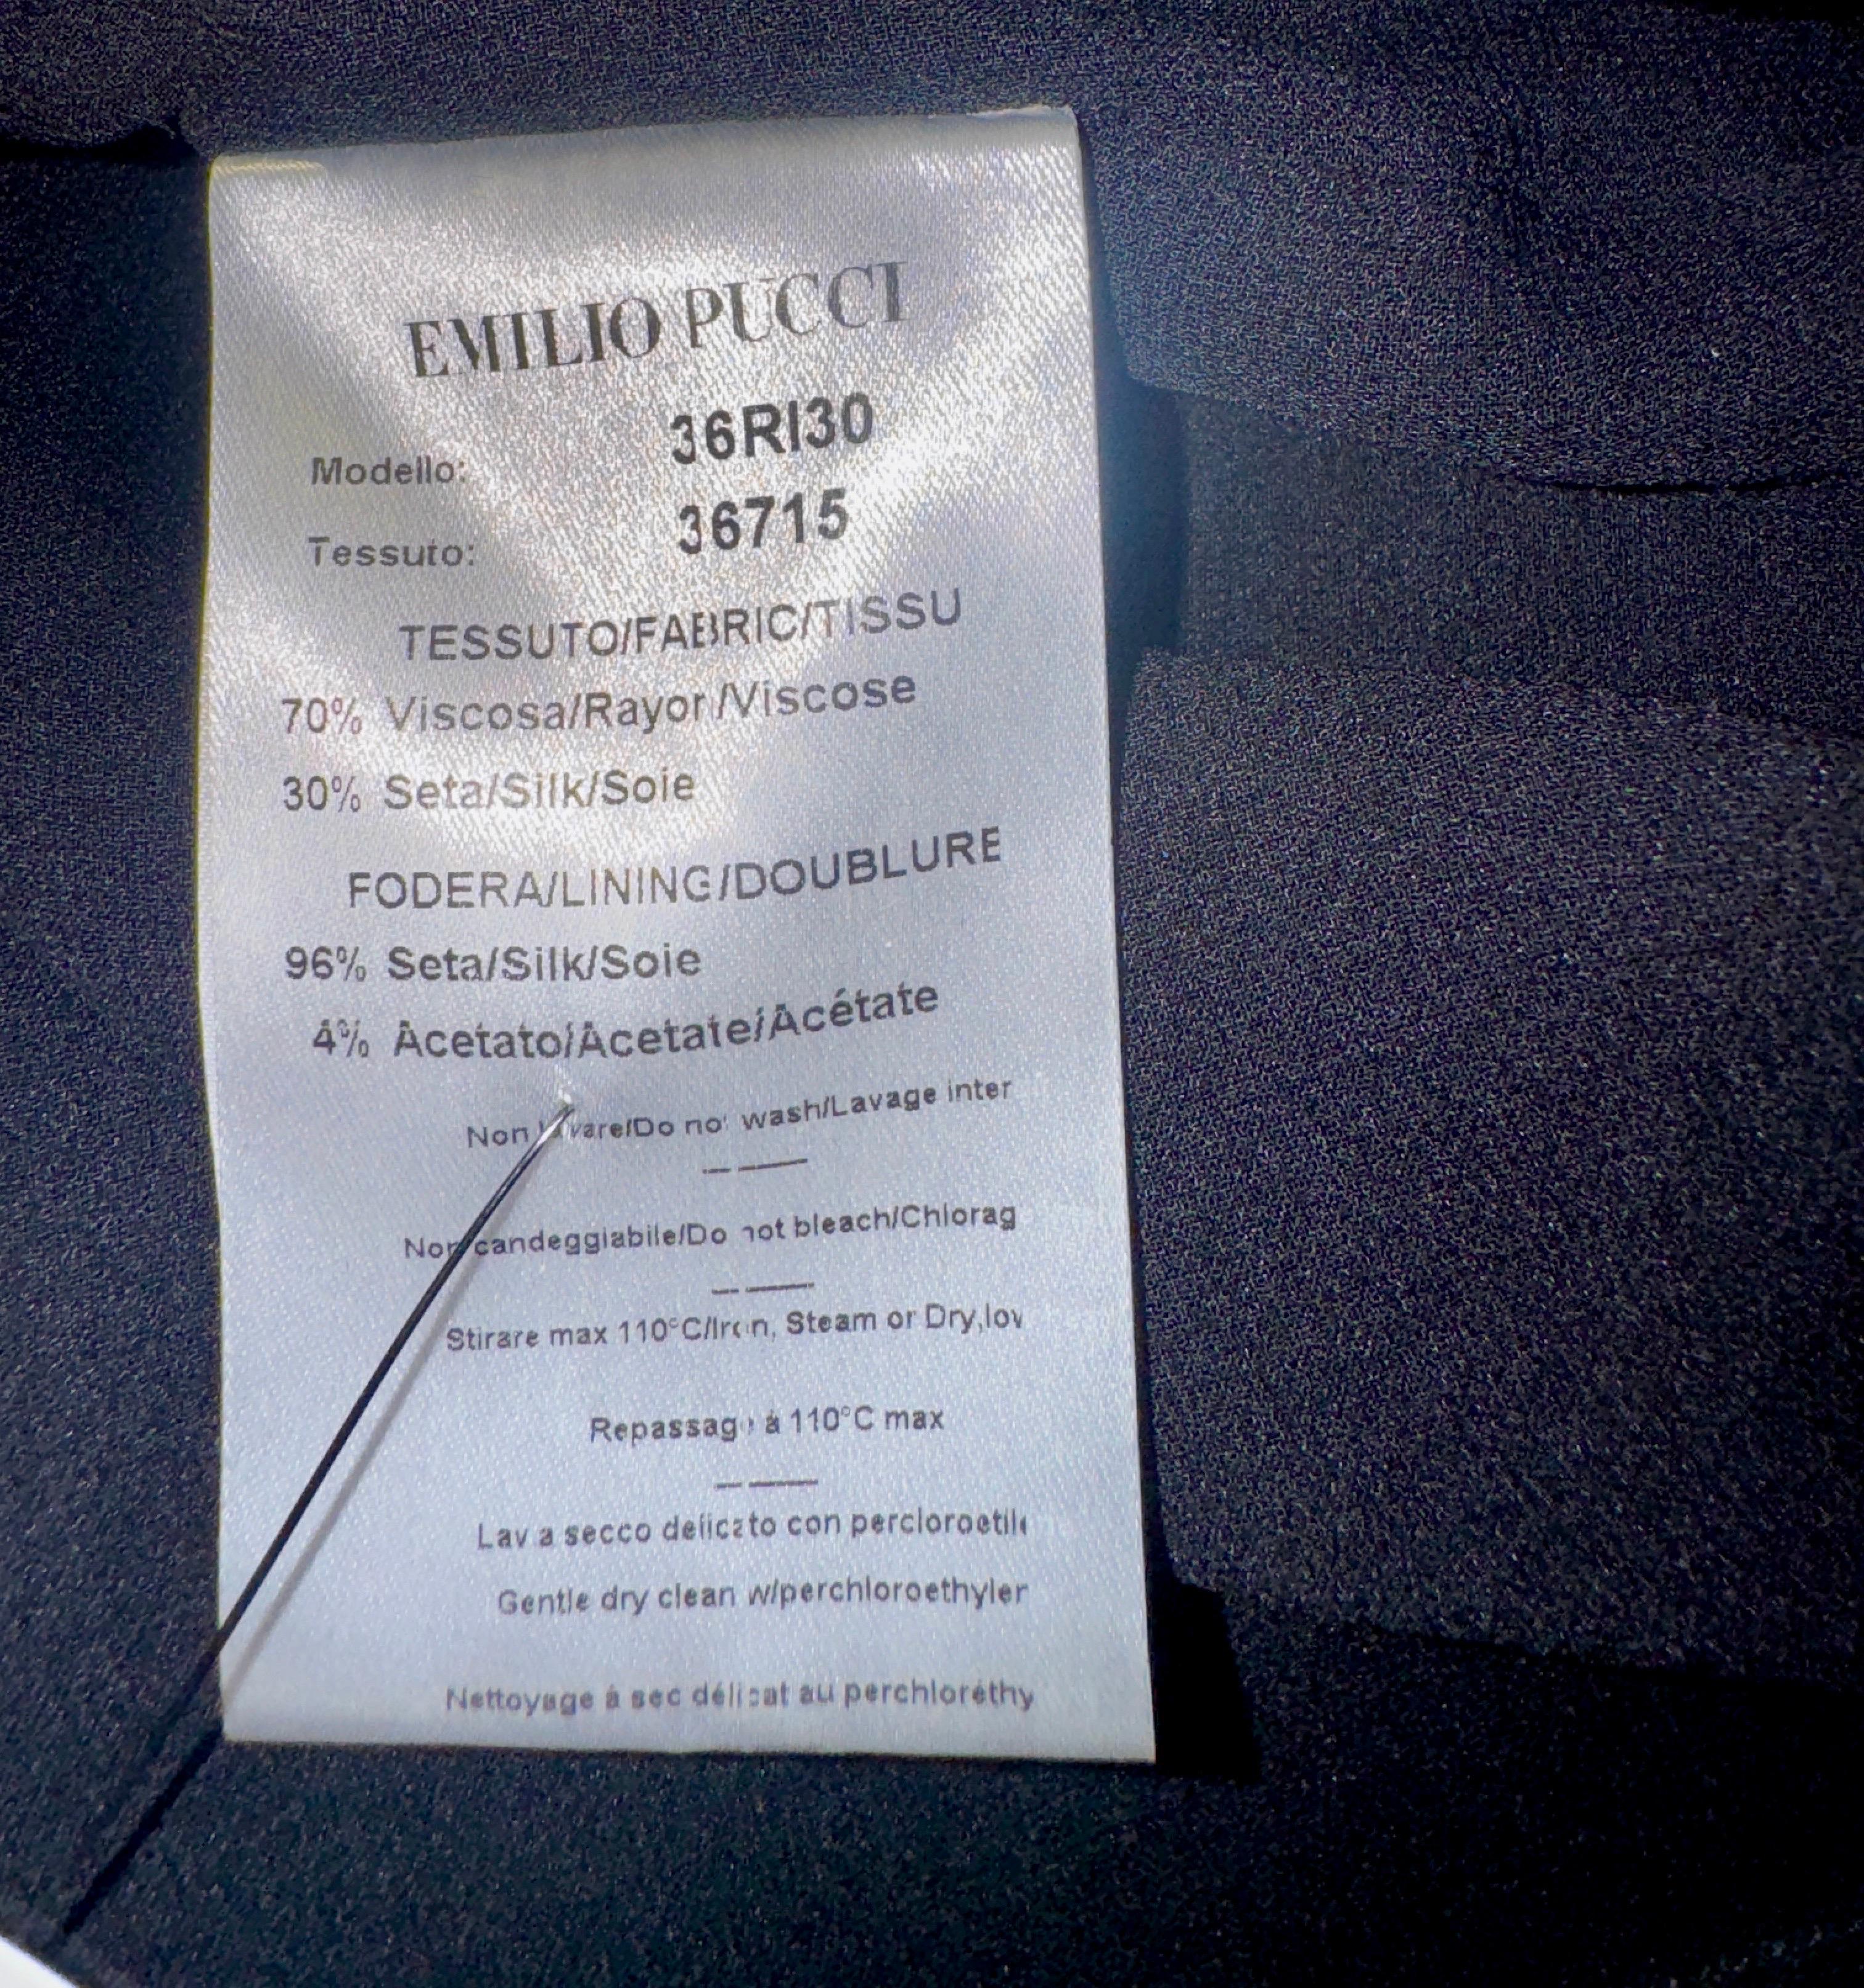 EMILIO PUCCI
Modello: 36RI30
Tessuto: 36715
TESSUTO/FABRIC/TISSU
70% Viscosa/Rayon/Viscose
30% Seta/Silk/Soie
FODERA/LINING/DOUBLURE
96% Seta/Silk/Soie
4% Acetato/Acetate/Acétate
Non lavare/Do not wash/Lavage inter
Non candeggiabile/Do not bleach/Chlorag
Stirare max 110°C/Iron, Steam or Dry,low
Repassage à 110°C max
Lav a secco delicato con percloroetile
Gentle dry clean w/perchloroethylen
Nettoyage à sec délicat au perchloréthy